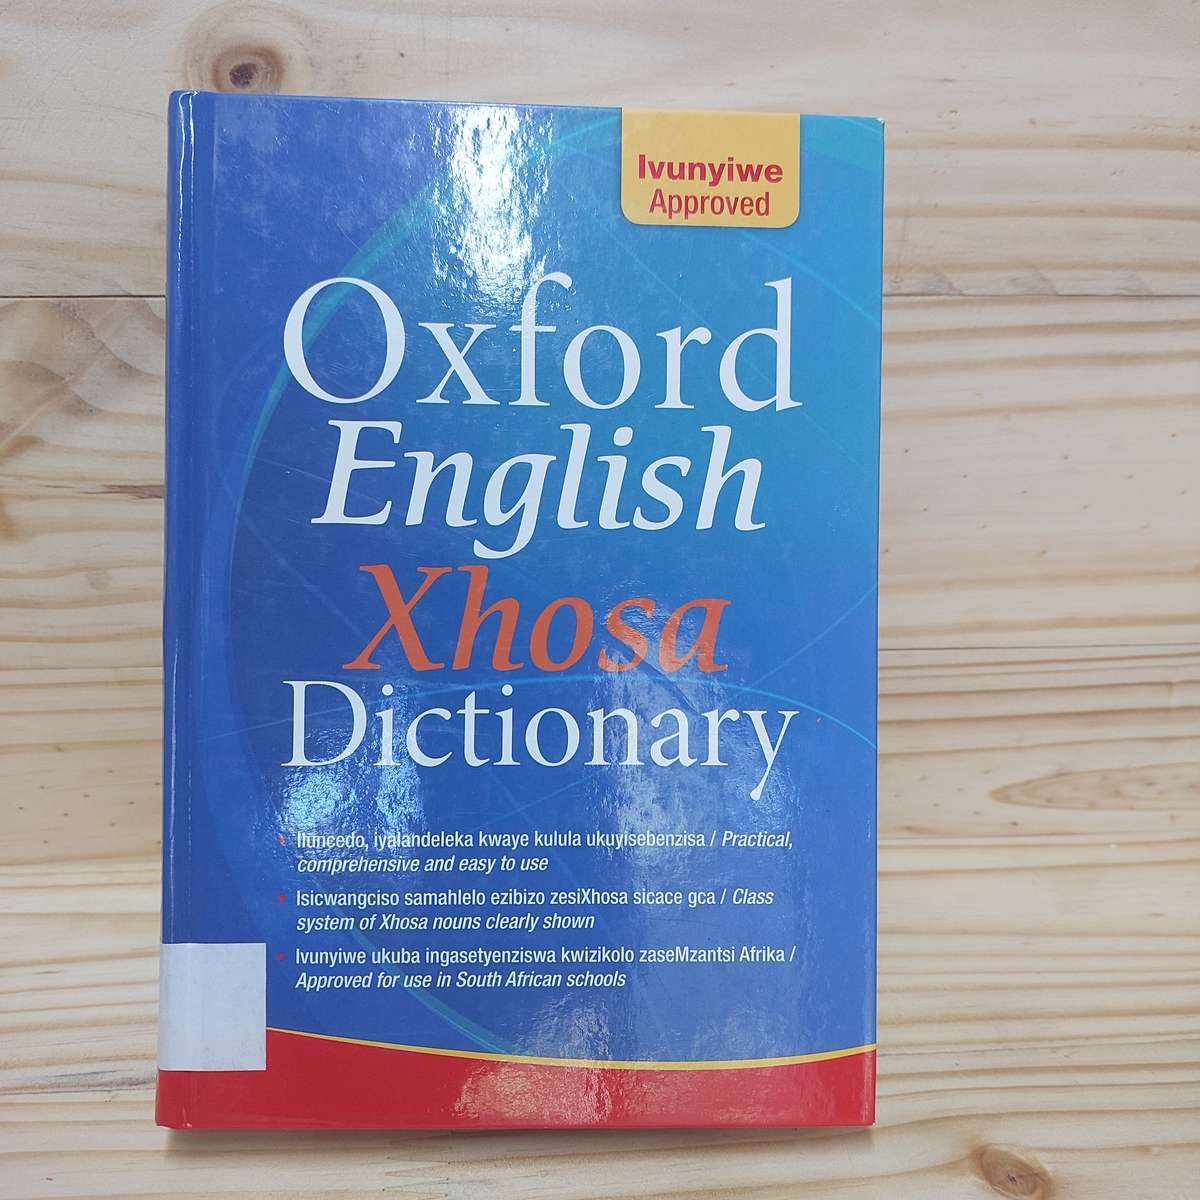 Ivunyiwe
Approved
Oxford
English
Xhosa
Dictionary
• Iluncedo, iyalandeleka kwaye kulula ukuyisebenzisa / Practical,
comprehensive and easy to use
• Isicwangciso samahlelo ezibizo zesiXhosa sicace gca / Class
system of Xhosa nouns clearly shown
• Ivunyiwe ukuba ingasetyenziswa kwizikolo zaseMzantsi Afrika /
Approved for use in South African schools